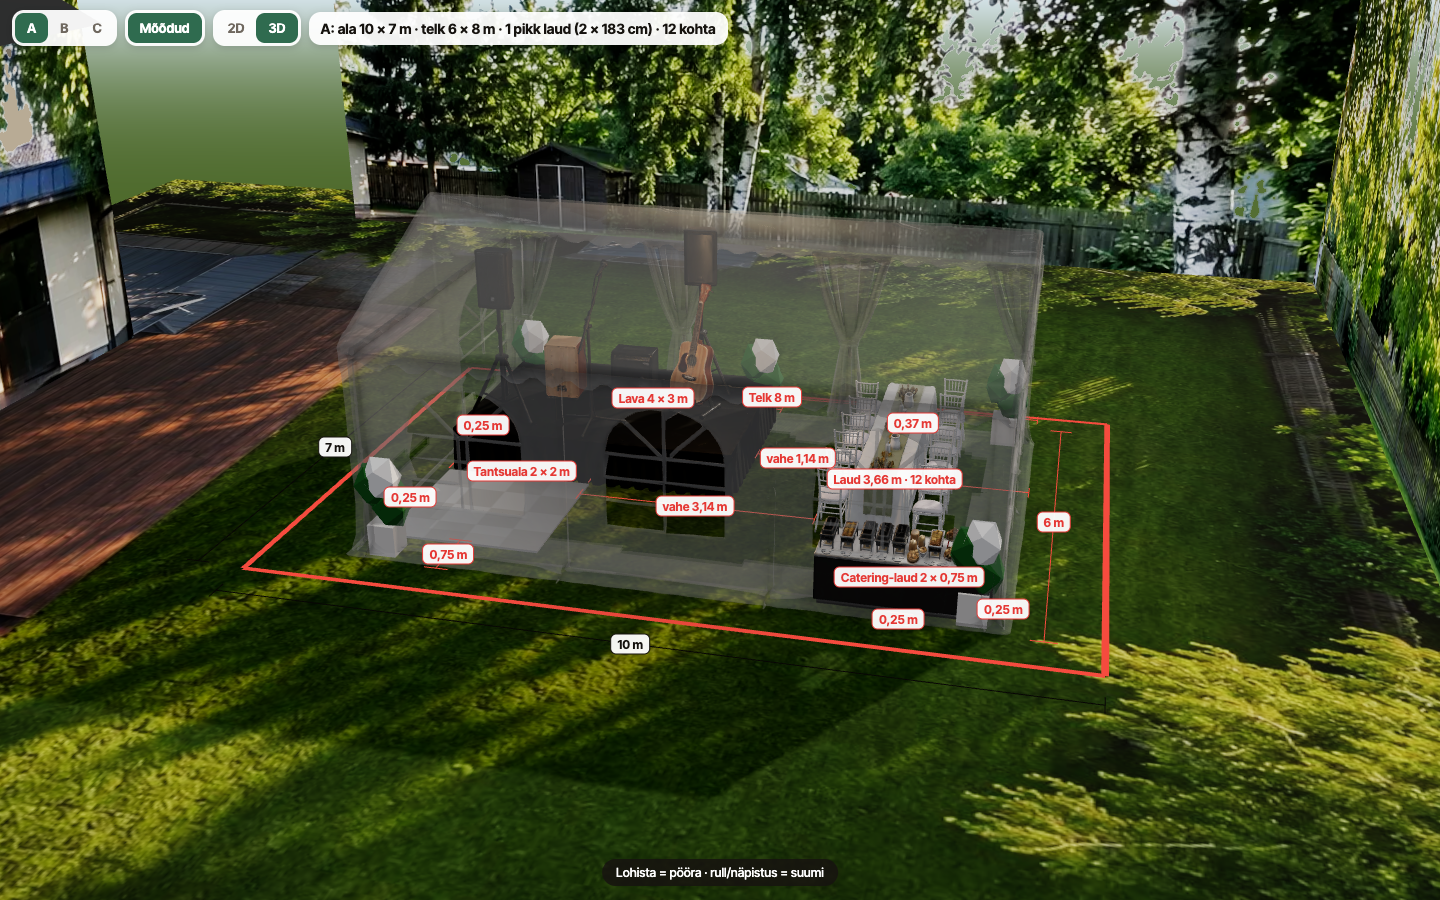 A B C Mõõdud 2D 3D A: ala 10 × 7 m · telk 6 × 8 m · 1 pikk laud (2 × 183 cm) · 12 kohta
Lava 4 × 3 m
Telk 8 m
0,25 m
0,37 m
7 m
vahe 1,14 m
Tantsuala 2 × 2 m
Laud 3,66 m · 12 kohta
0,25 m
vahe 3,14 m
6 m
0,75 m
Catering-laud 2 × 0,75 m
0,25 m
0,25 m
10 m
Lohista = pööra · rull/näpistus = suumi